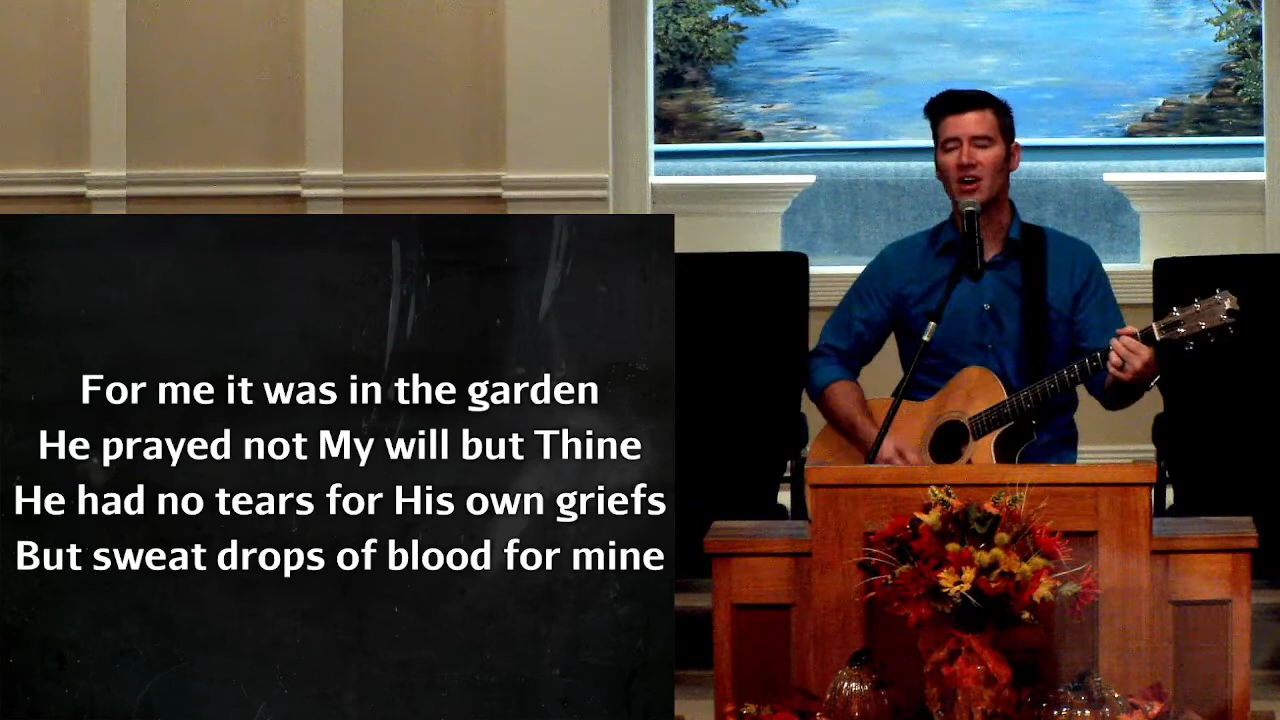 For me it was in the garden
He prayed not My will but Thine
He had no tears for His own griefs
But sweat drops of blood for mine